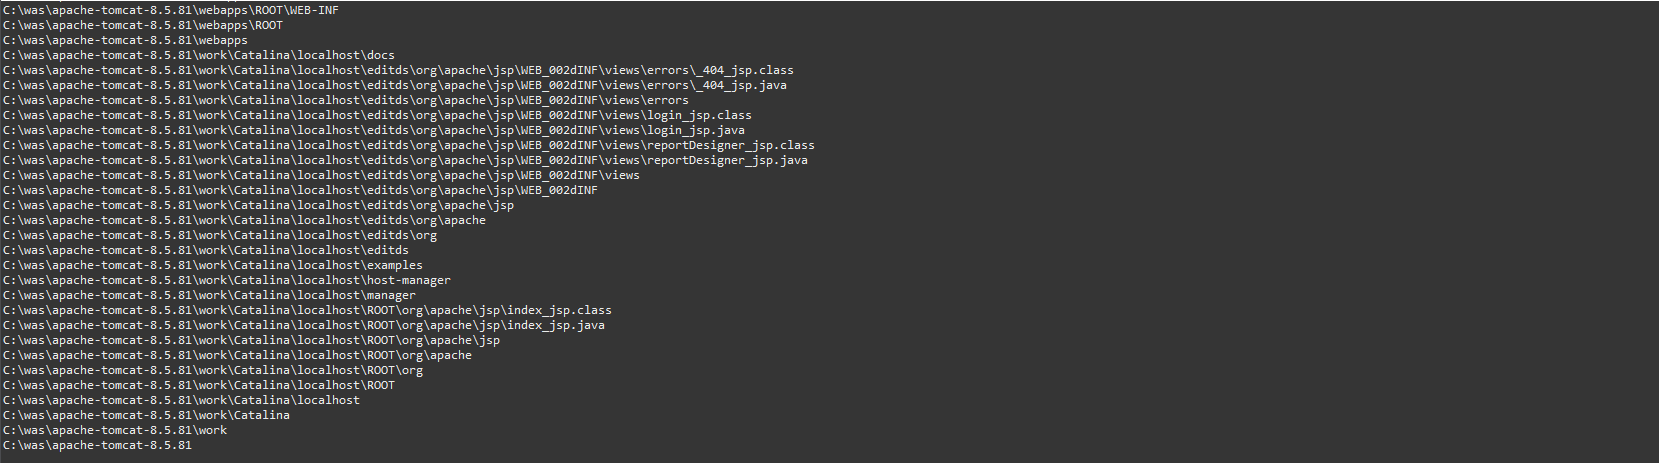 C:\was\apache-tomcat-8.5.81\webapps\ROOT\WEB-INF
C:\was\apache-tomcat-8.5.81\webapps\ROOT
C:\was\apache-tomcat-8.5.81\webapps
C:\was\apache-tomcat-8.5.81\work\Catalina\localhost\docs
C:\was\apache-tomcat-8.5.81\work\Catalina\localhost\editds\org\apache\jsp\WEB_002dINF\views\errors\_404_jsp.class
C:\was\apache-tomcat-8.5.81\work\Catalina\localhost\editds\org\apache\jsp\WEB_002dINF\views\errors\_404_jsp.java
C:\was\apache-tomcat-8.5.81\work\Catalina\localhost\editds\org\apache\jsp\WEB_002dINF\views\errors
C:\was\apache-tomcat-8.5.81\work\Catalina\localhost\editds\org\apache\jsp\WEB_002dINF\views\login_jsp.class
C:\was\apache-tomcat-8.5.81\work\Catalina\localhost\editds\org\apache\jsp\WEB_002dINF\views\login_jsp.java
C:\was\apache-tomcat-8.5.81\work\Catalina\localhost\editds\org\apache\jsp\WEB_002dINF\views\reportDesigner_jsp.class
C:\was\apache-tomcat-8.5.81\work\Catalina\localhost\editds\org\apache\jsp\WEB_002dINF\views\reportDesigner_jsp.java
C:\was\apache-tomcat-8.5.81\work\Catalina\localhost\editds\org\apache\jsp\WEB_002dINF\views
C:\was\apache-tomcat-8.5.81\work\Catalina\localhost\editds\org\apache\jsp\WEB_002dINF
C:\was\apache-tomcat-8.5.81\work\Catalina\localhost\editds\org\apache\jsp
C:\was\apache-tomcat-8.5.81\work\Catalina\localhost\editds\org\apache
C:\was\apache-tomcat-8.5.81\work\Catalina\localhost\editds\org
C:\was\apache-tomcat-8.5.81\work\Catalina\localhost\editds
C:\was\apache-tomcat-8.5.81\work\Catalina\localhost\examples
C:\was\apache-tomcat-8.5.81\work\Catalina\localhost\host-manager
C:\was\apache-tomcat-8.5.81\work\Catalina\localhost\manager
C:\was\apache-tomcat-8.5.81\work\Catalina\localhost\ROOT\org\apache\jsp\index_jsp.class
C:\was\apache-tomcat-8.5.81\work\Catalina\localhost\ROOT\org\apache\jsp\index_jsp.java
C:\was\apache-tomcat-8.5.81\work\Catalina\localhost\ROOT\org\apache\jsp
C:\was\apache-tomcat-8.5.81\work\Catalina\localhost\ROOT\org\apache
C:\was\apache-tomcat-8.5.81\work\Catalina\localhost\ROOT\org
C:\was\apache-tomcat-8.5.81\work\Catalina\localhost\ROOT
C:\was\apache-tomcat-8.5.81\work\Catalina\localhost
C:\was\apache-tomcat-8.5.81\work\Catalina
C:\was\apache-tomcat-8.5.81\work
C:\was\apache-tomcat-8.5.81